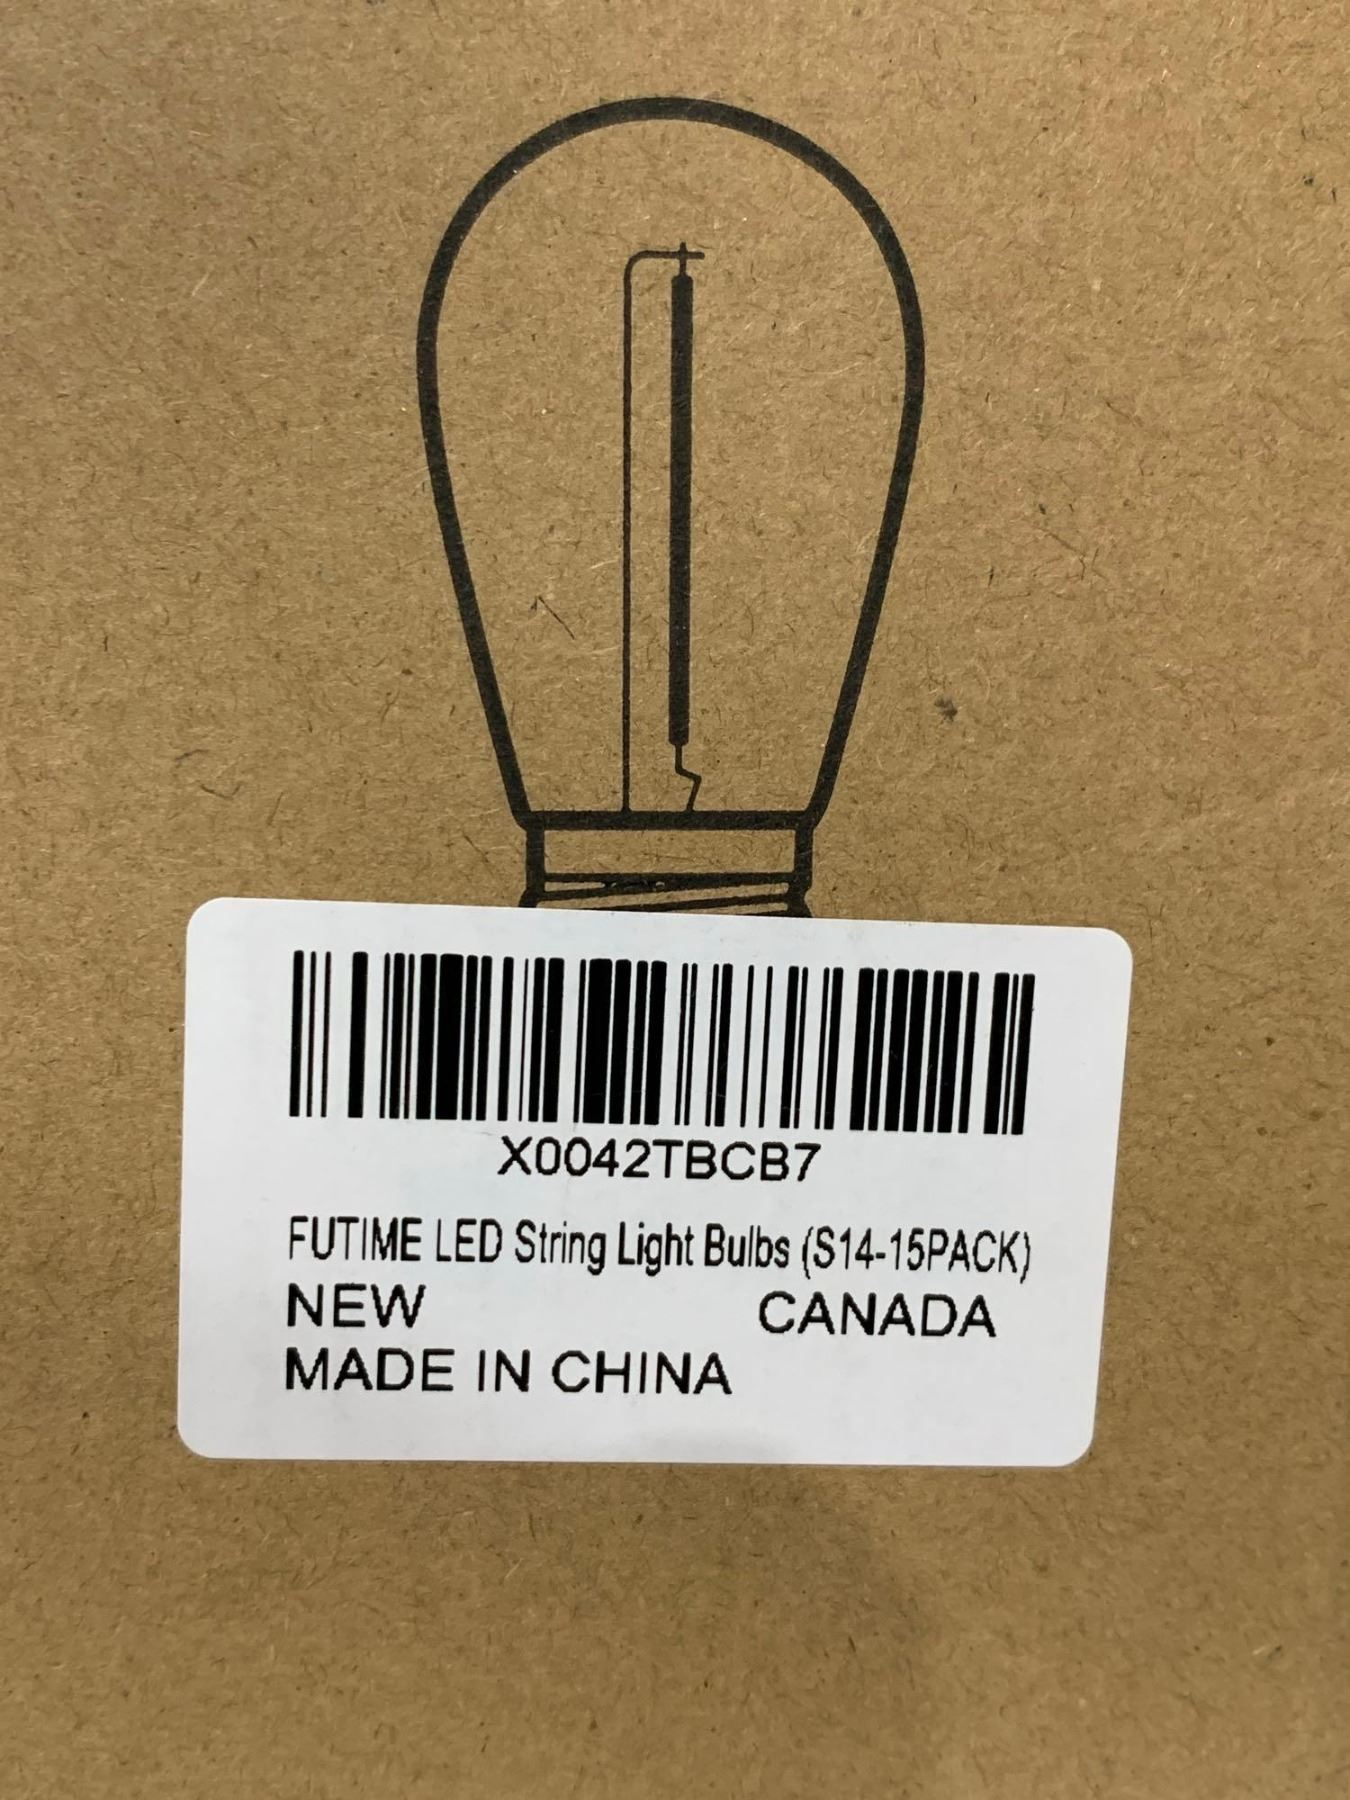 X0042TBCB7
FUTIME LED String Light Bulbs (S14-15PACK)
NEW CANADA
MADE IN CHINA